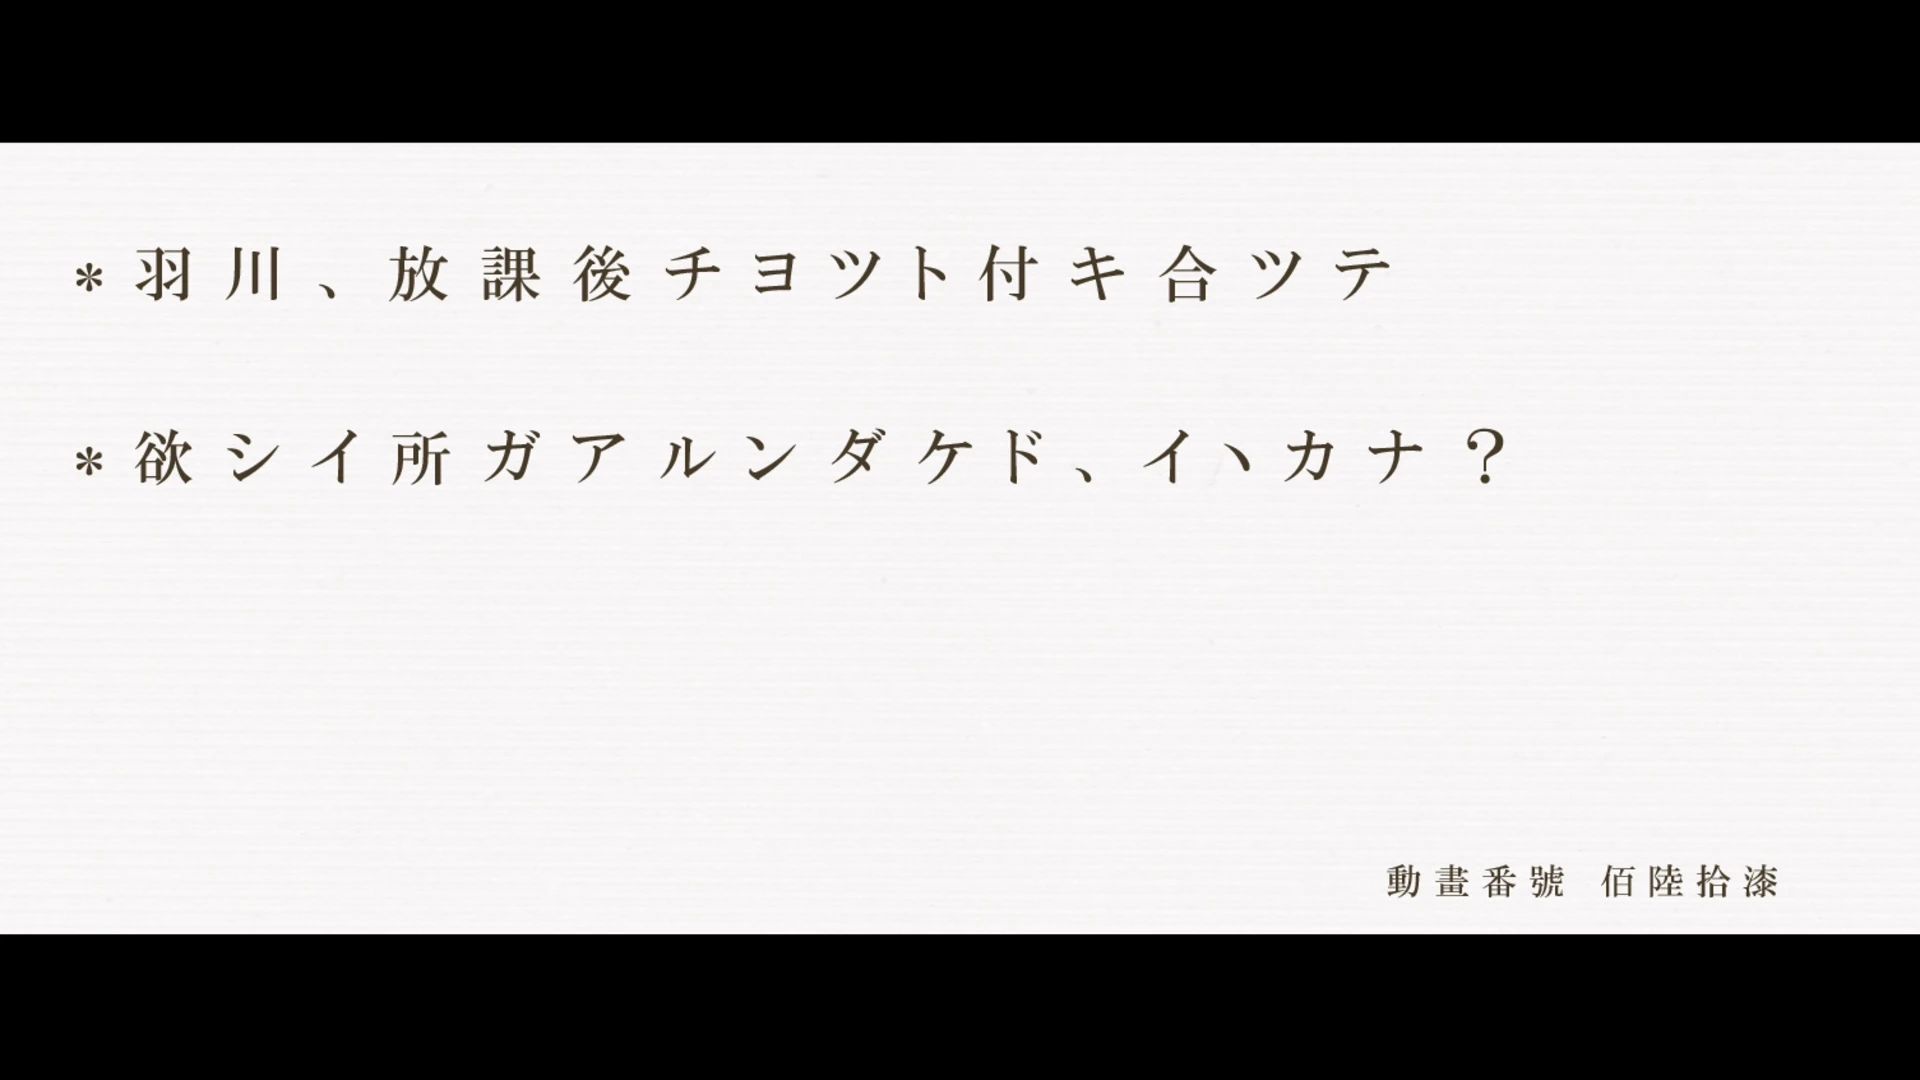 *羽川、放課後チヨツト付キ合ツテ
*欲シイ所ガアルンダケド、イヽカナ？
動畫番號 佰陸拾漆